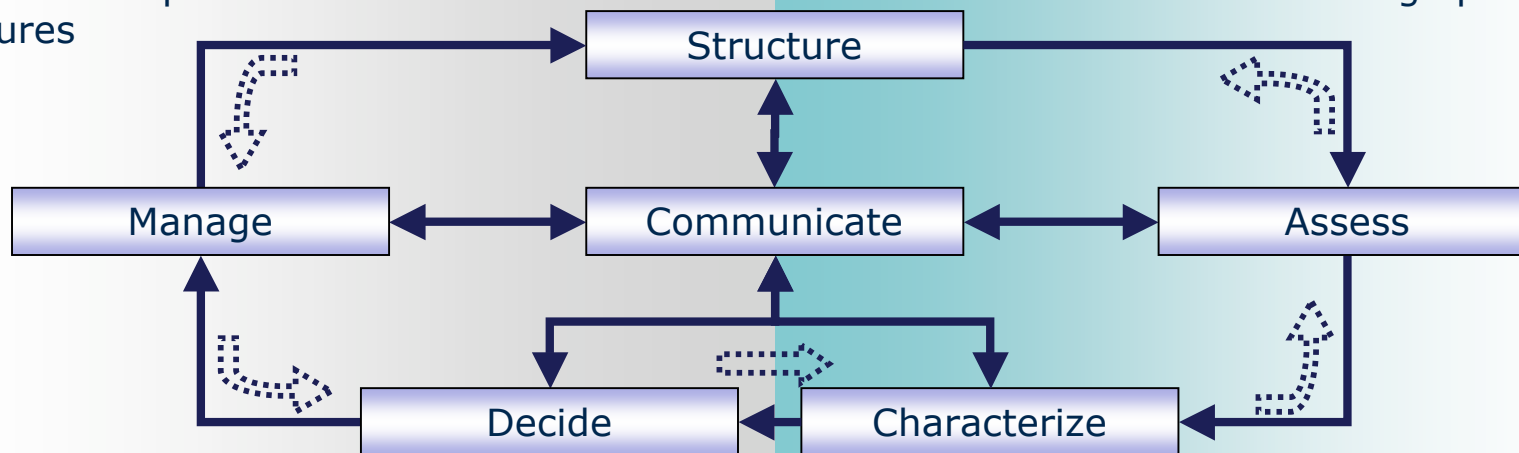 ures
Structure
Manage
Communicate
Assess
Decide
Characterize